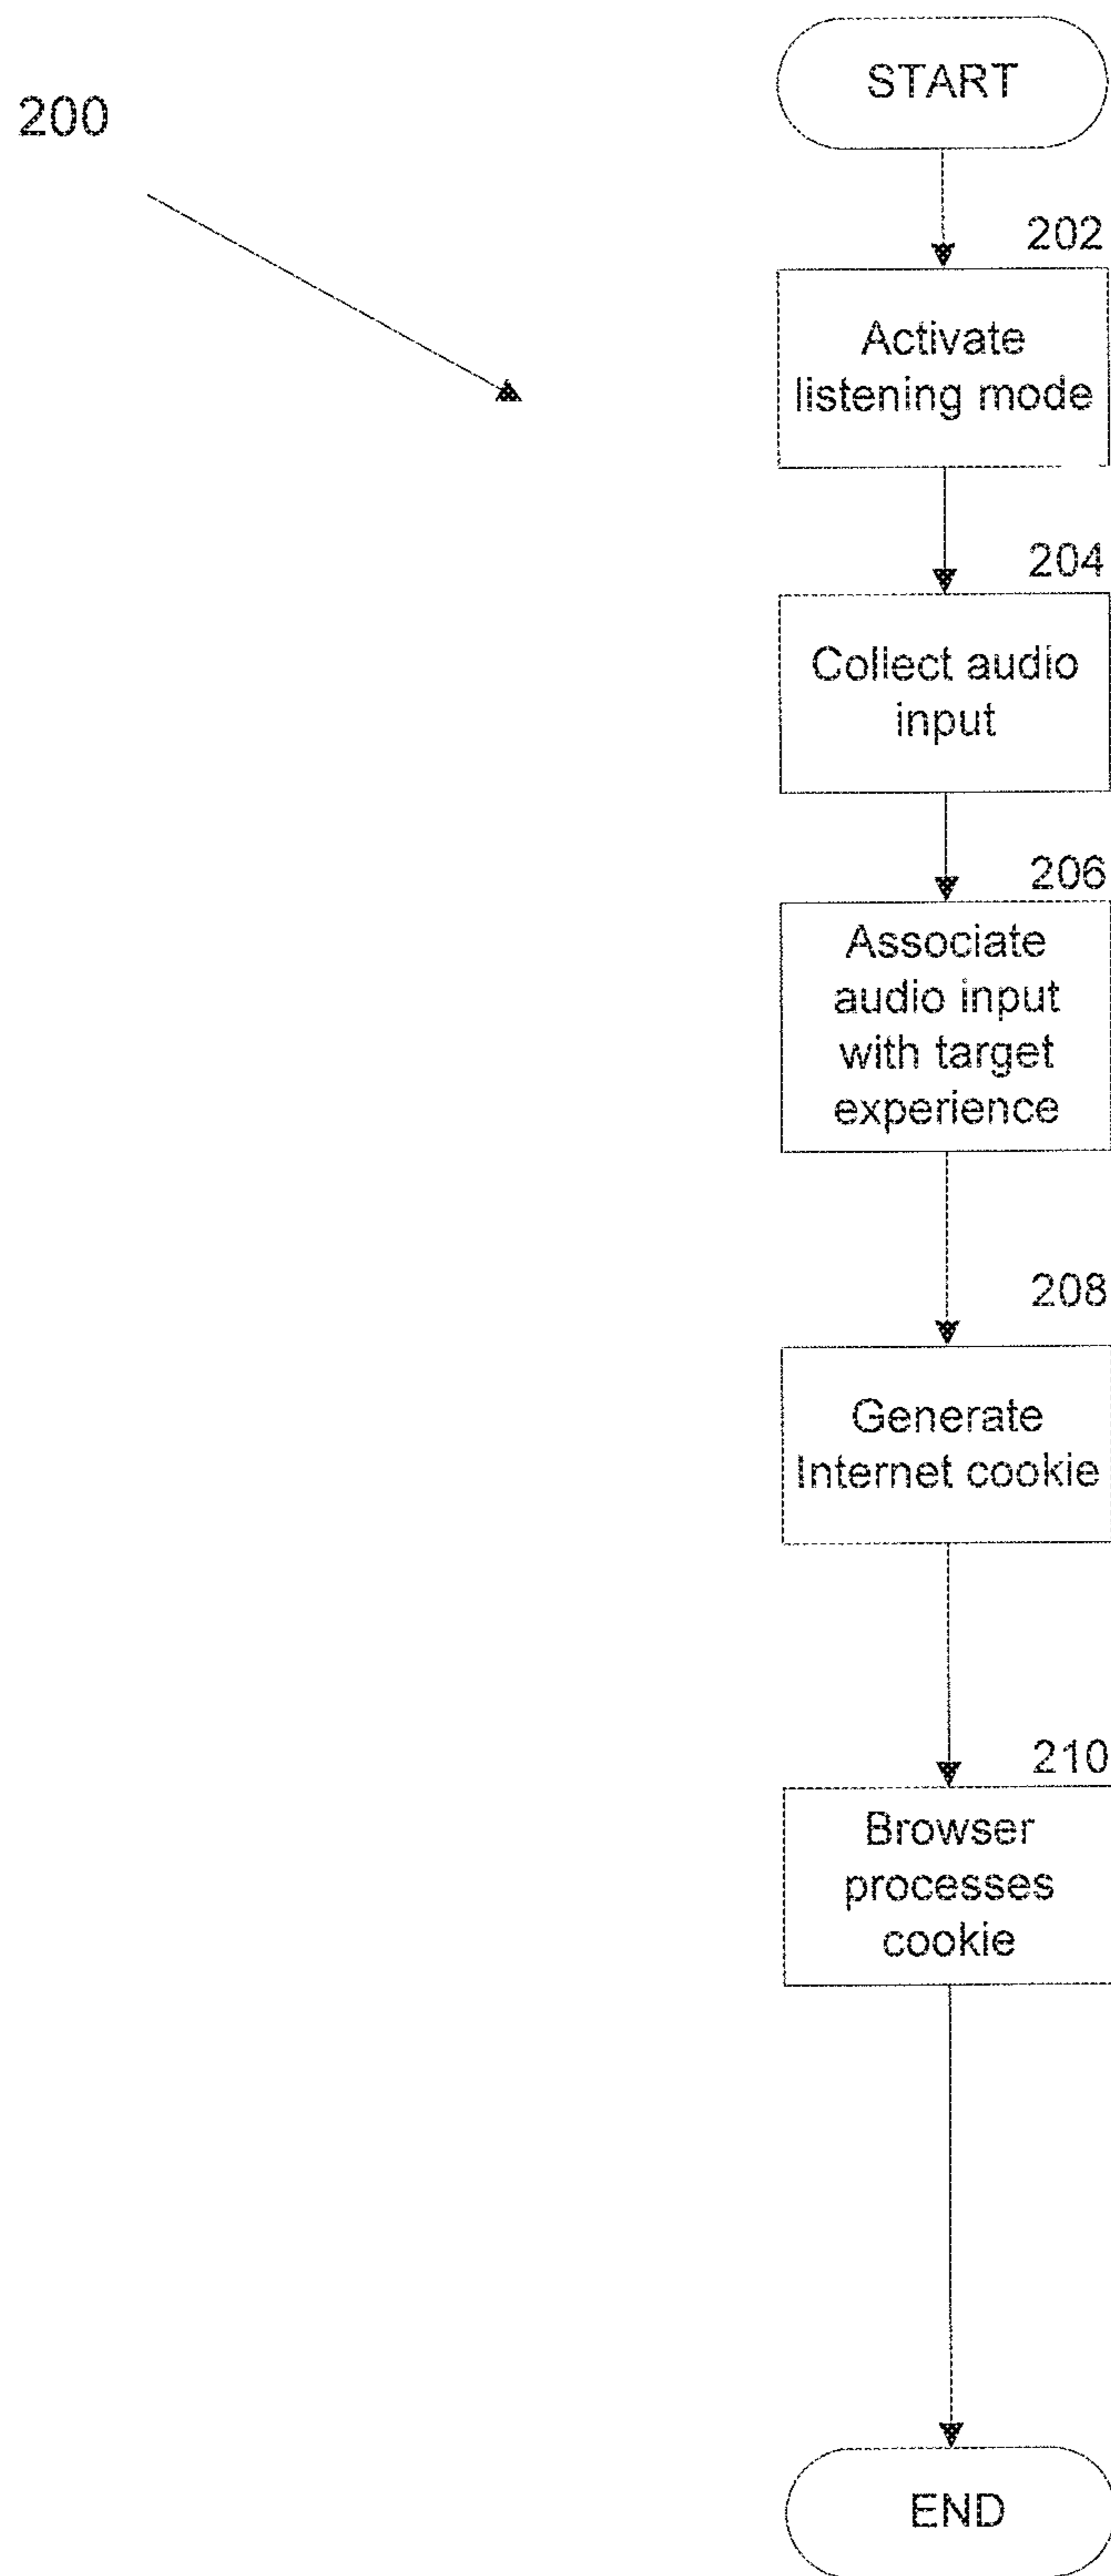 200
START
202
Activate
listening mode
204
Collect audio
input
206
Associate
audio input
with target
experience
208
Generate
Internet cookie
210
Browser
processes
cookie
END